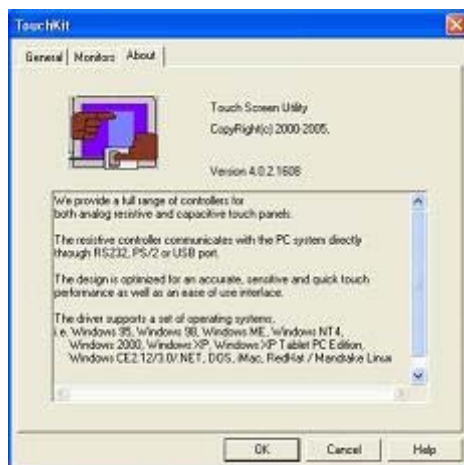 TouchKit
General Monitors About
Touch Screen Utility
CopyRight(c) 2000-2005.
Version 4.0.2.1608
We provide a full range of controllers for
both analog resistive and capacitive touch panels.
The resistive controller communicates with the PC system directly
through RS232, PS/2 or USB port.
The design is optimized for an accurate, sensitive and quick touch
performance as well as an ease of use interface.
The driver supports a set of operating systems,
i.e. Windows 95, Windows 98, Windows ME, Windows NT4,
Windows 2000, Windows XP, Windows XP Tablet PC Edition,
Windows CE2.12/3.0/.NET, DOS, iMac, RedHat / Mandrake Linux
OK Cancel Help